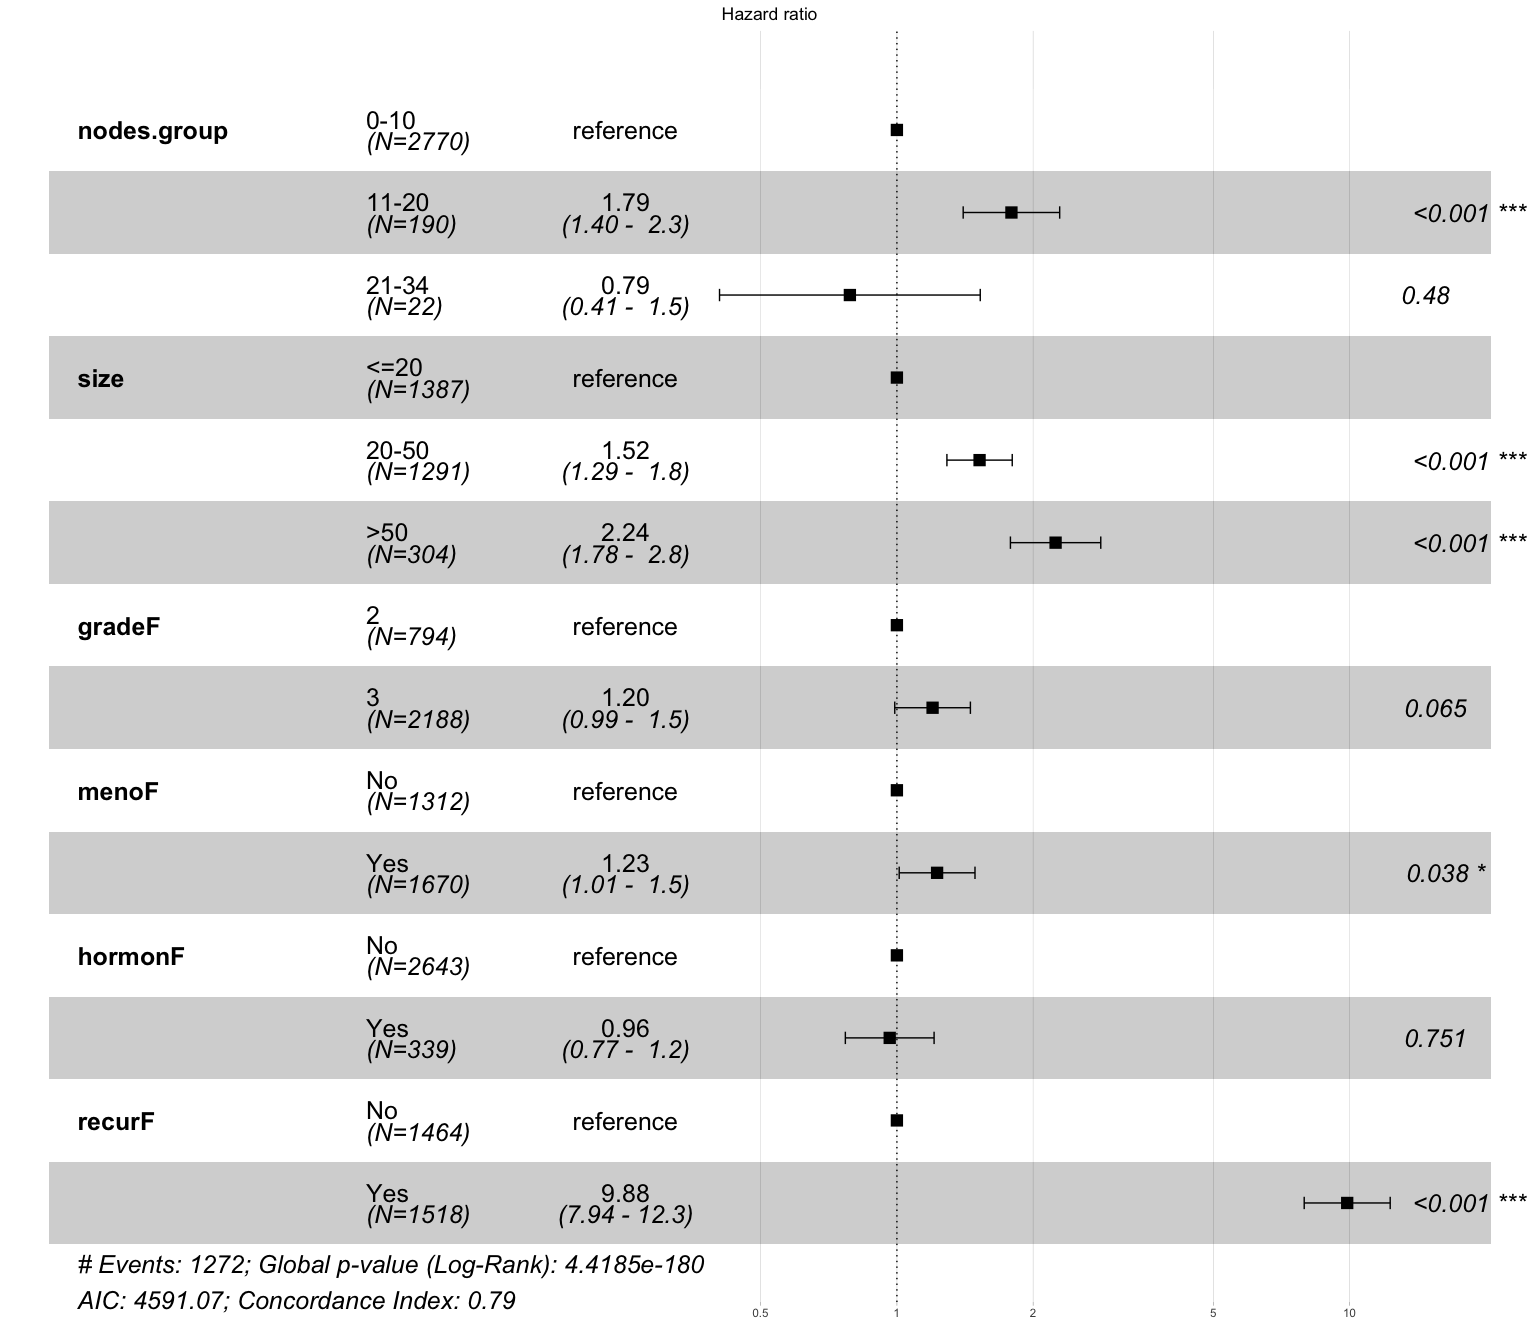 Hazard ratio
nodes.group 0-10 reference
(N=2770)
11-20 1.79 <0.001 ***
(N=190) (1.40 - 2.3)
21-34 0.79 0.48
(N=22) (0.41 - 1.5)
size <=20 reference
(N=1387)
20-50 1.52 <0.001 ***
(N=1291) (1.29 - 1.8)
>50 2.24 <0.001 ***
(N=304) (1.78 - 2.8)
gradeF 2 reference
(N=794)
3 1.20 0.065
(N=2188) (0.99 - 1.5)
menoF No reference
(N=1312)
Yes 1.23 0.038 *
(N=1670) (1.01 - 1.5)
hormonF No reference
(N=2643)
Yes 0.96 0.751
(N=339) (0.77 - 1.2)
recurF No reference
(N=1464)
Yes 9.88 <0.001 ***
(N=1518) (7.94 - 12.3)
# Events: 1272; Global p-value (Log-Rank): 4.4185e-180
AIC: 4591.07; Concordance Index: 0.79
0.5 1 2 5 10